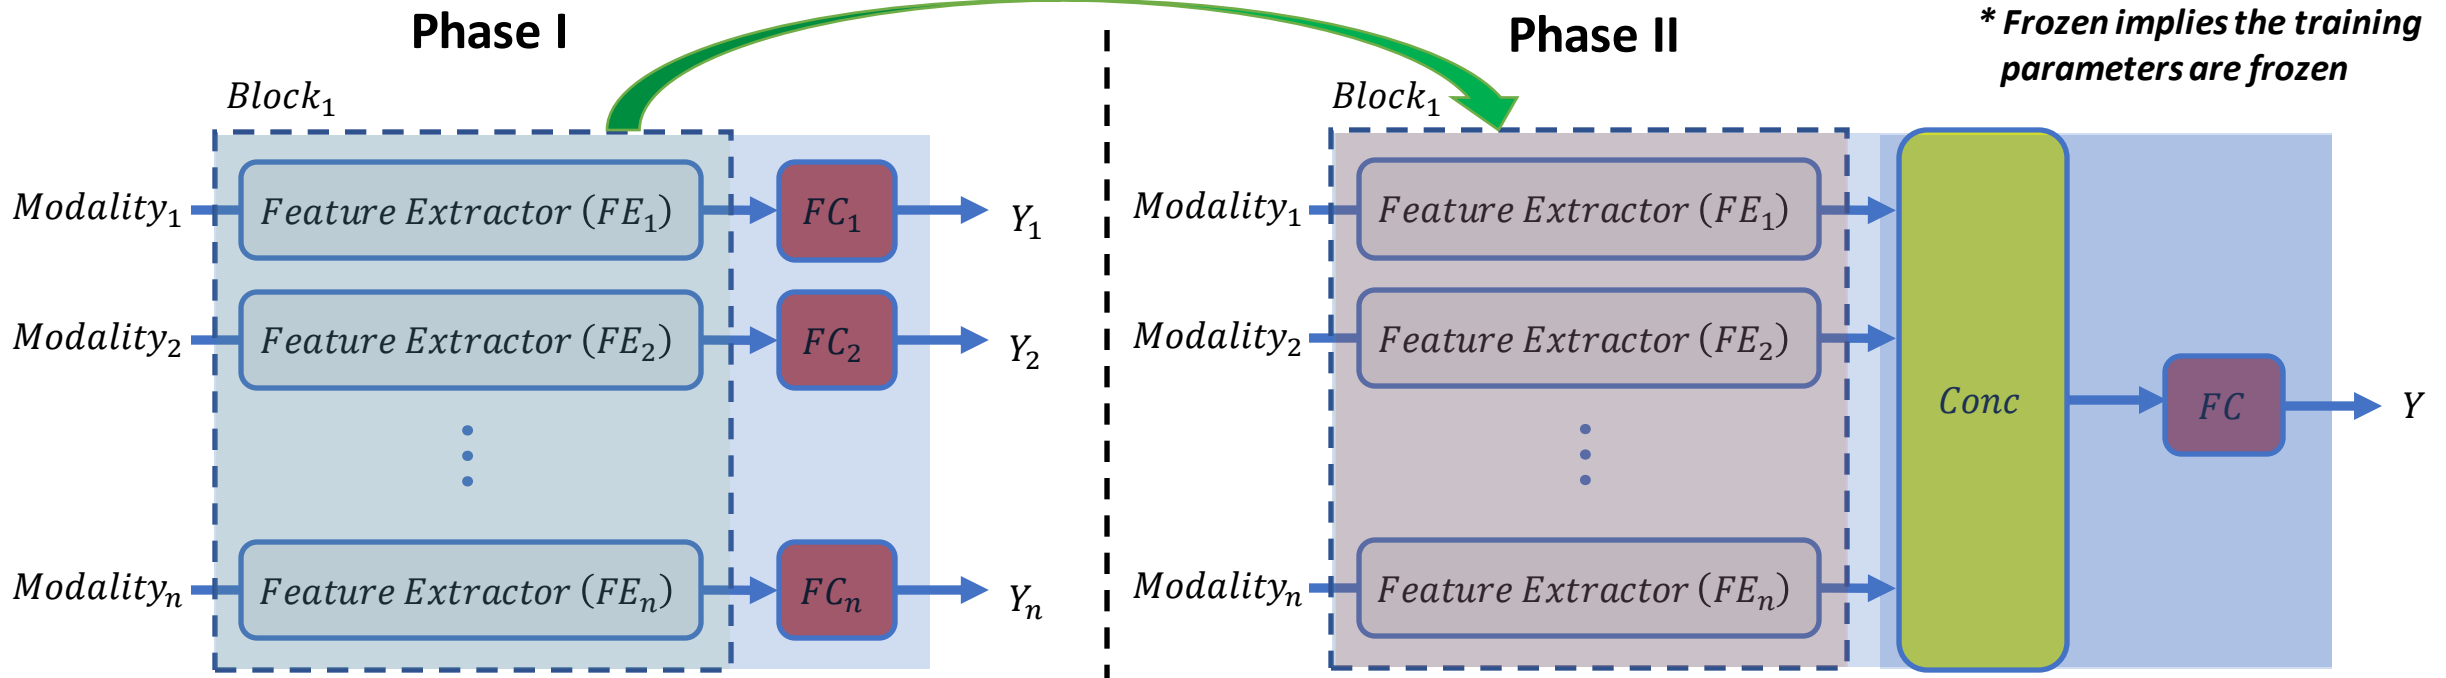 Phase I
Block₁
Modality₁
Feature Extractor (FE₁)
FC₁
Y₁
Modality₂
Feature Extractor (FE₂)
FC₂
Y₂
Modalityₙ
Feature Extractor (FEₙ)
FCₙ
Yₙ
Phase II
* Frozen implies the training
parameters are frozen
Block₁
Modality₁
Feature Extractor (FE₁)
Modality₂
Feature Extractor (FE₂)
Modalityₙ
Feature Extractor (FEₙ)
Conc
FC
Y